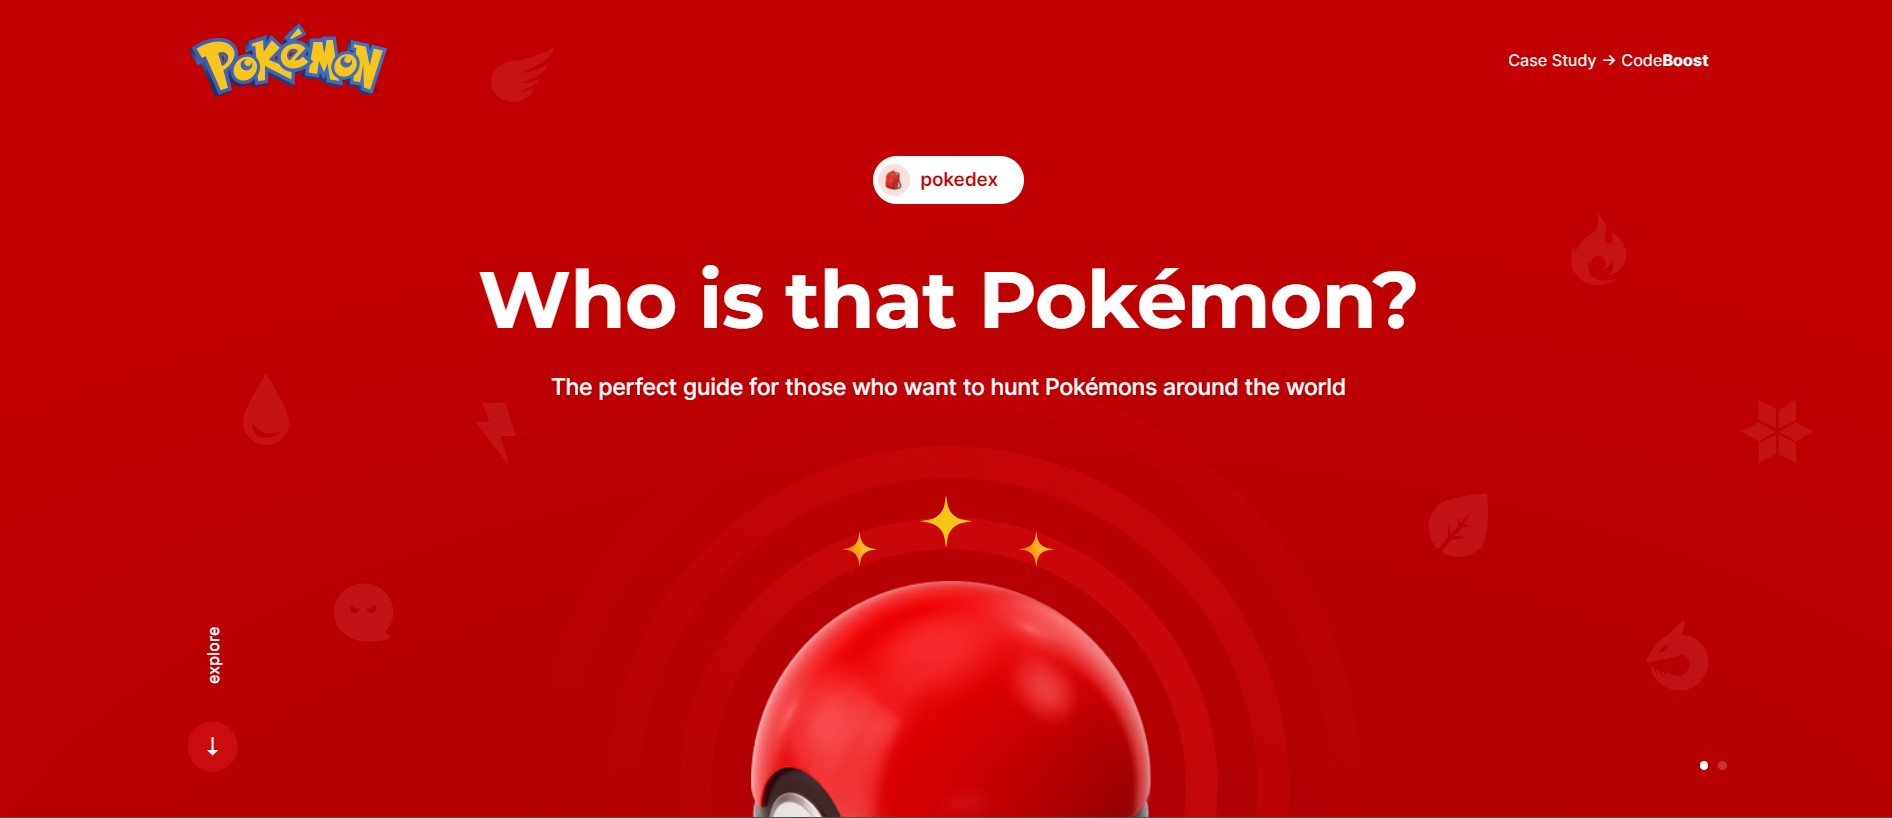 Pokémon
Case Study → CodeBoost
pokedex
Who is that Pokémon?
The perfect guide for those who want to hunt Pokémons around the world
explore